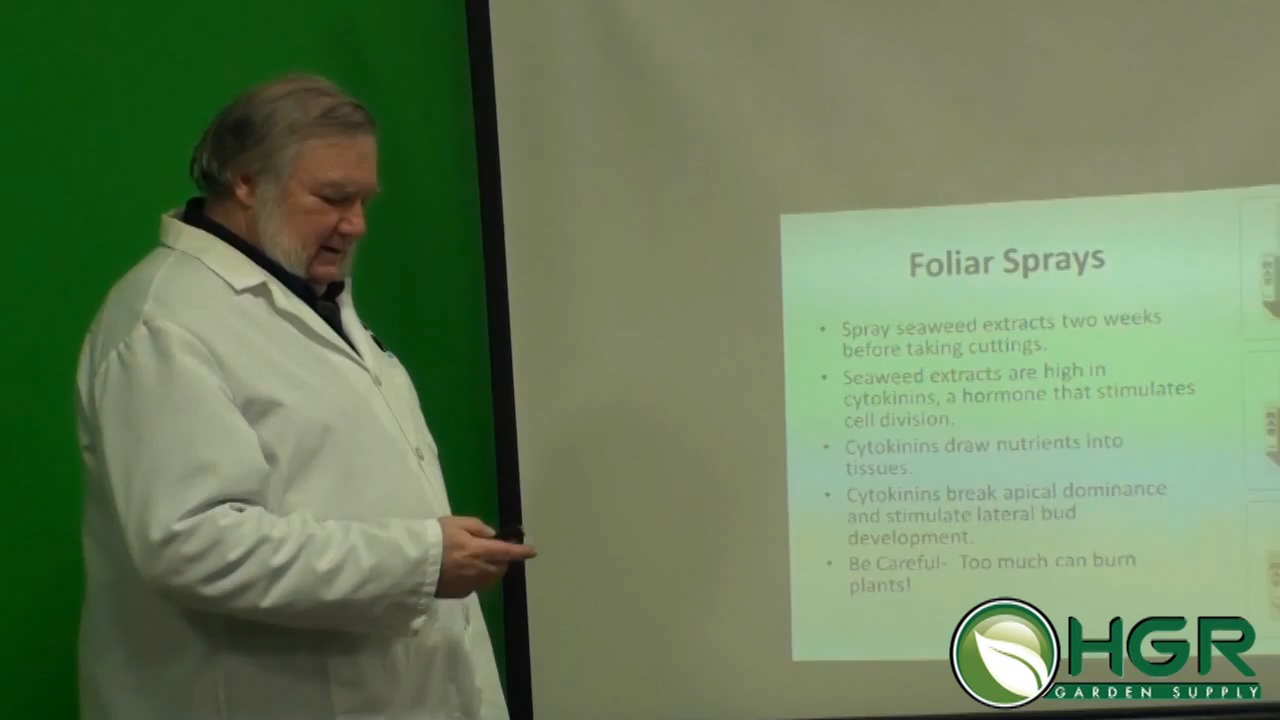 Foliar Sprays
• Spray seaweed extracts two weeks
before taking cuttings.
• Seaweed extracts are high in
cytokinins, a hormone that stimulates
cell division.
• Cytokinins draw nutrients into
tissues.
• Cytokinins break apical dominance
and stimulate lateral bud
development.
• Be Careful- Too much can burn
plants!
HGR
GARDEN SUPPLY